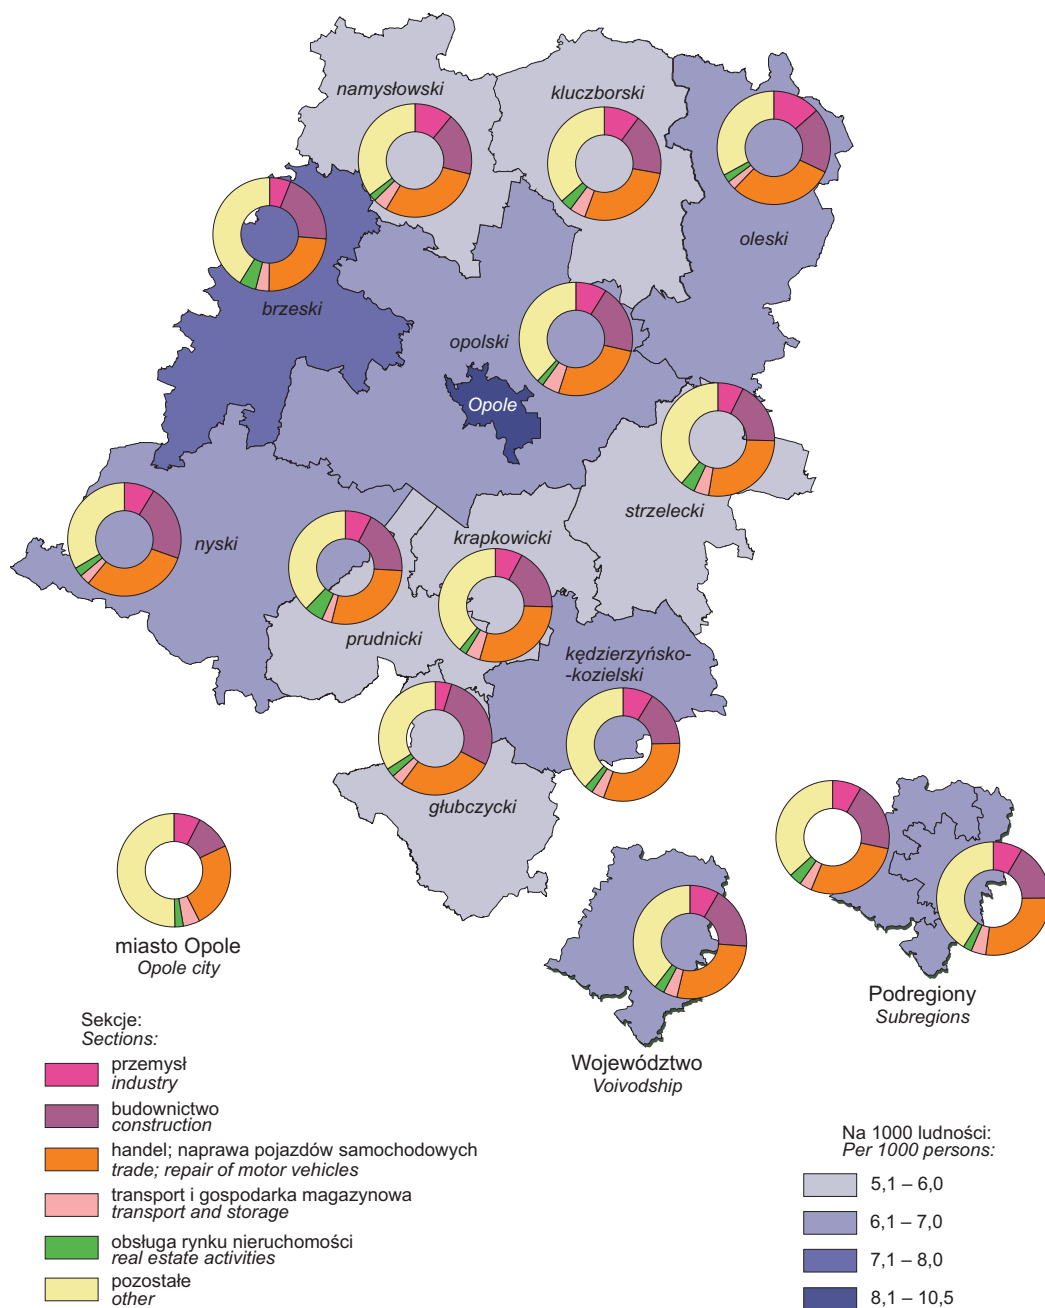 namysłowski
kluczborski
oleski
brzeski
opolski
Opole
strzelecki
nyski
krapkowicki
prudnicki
kędzierzyńsko-
-kozielski
głubczycki
miasto Opole
Opole city
Województwo
Voivodship
Podregiony
Subregions
Sekcje:
Sections:
przemysł
industry
budownictwo
construction
handel; naprawa pojazdów samochodowych
trade; repair of motor vehicles
transport i gospodarka magazynowa
transport and storage
obsługa rynku nieruchomości
real estate activities
pozostałe
other
Na 1000 ludności:
Per 1000 persons:
5,1 – 6,0
6,1 – 7,0
7,1 – 8,0
8,1 – 10,5